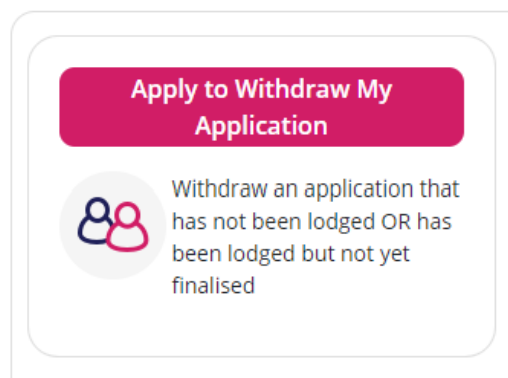 Apply to Withdraw My
Application
Withdraw an application that
has not been lodged OR has
been lodged but not yet
finalised